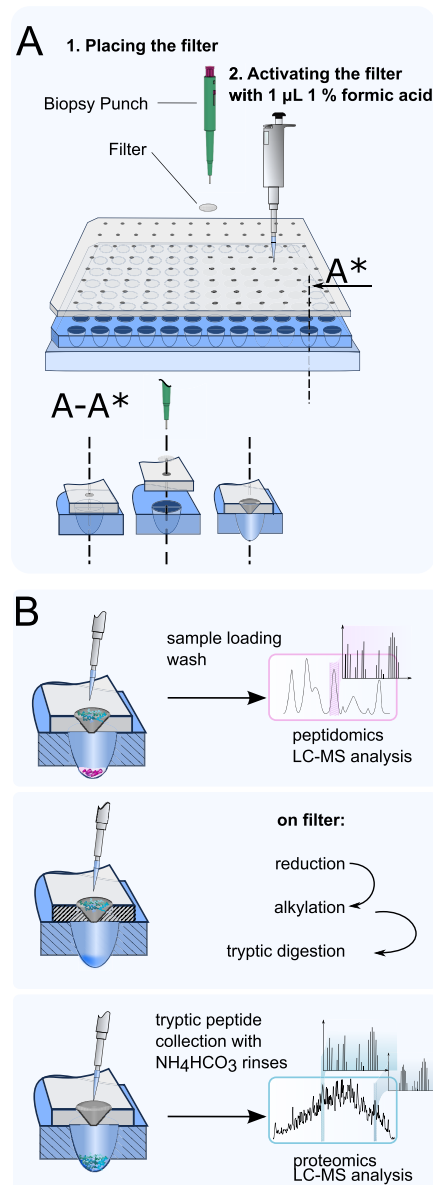 A
1. Placing the filter
2. Activating the filter
with 1 µL 1 % formic acid
Biopsy Punch
Filter
A*
A-A*
B
sample loading
wash
peptidomics
LC-MS analysis
on filter:
reduction
alkylation
tryptic digestion
tryptic peptide
collection with
NH4HCO3 rinses
proteomics
LC-MS analysis